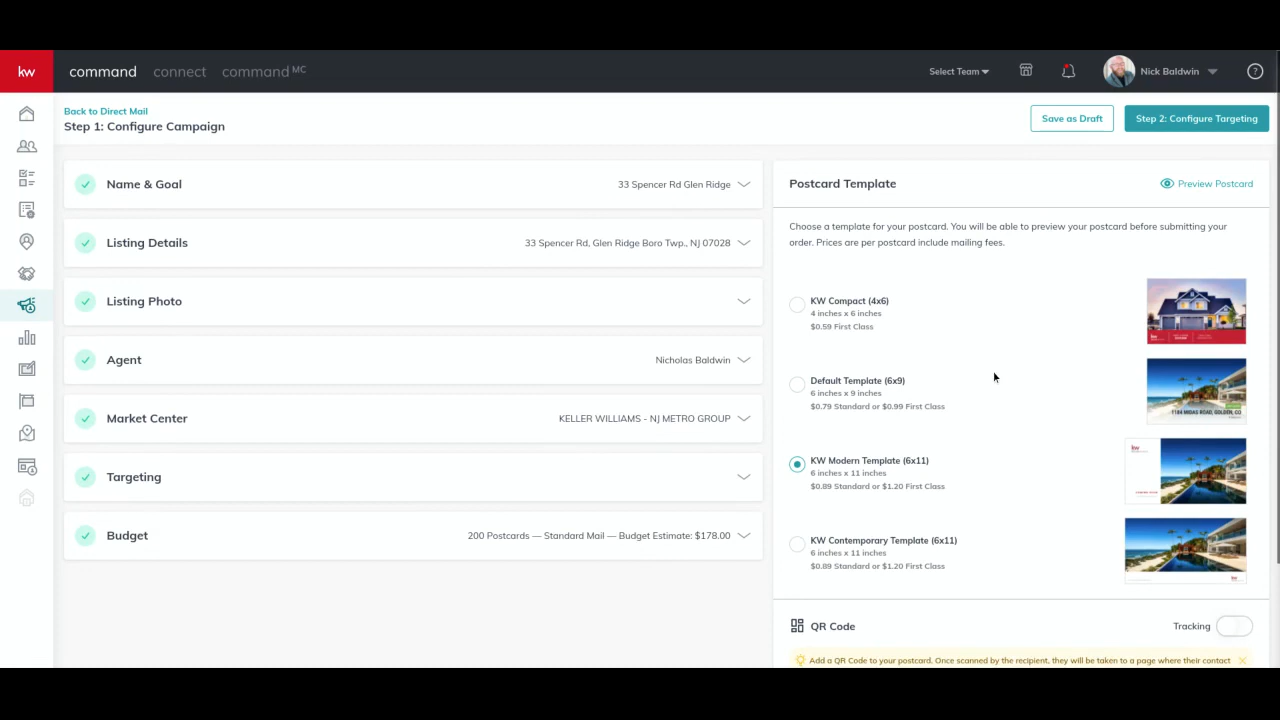 kw
command
connect
command MC
Select Team
Nick Baldwin
?
Back to Direct Mail
Step 1: Configure Campaign
Save as Draft
Step 2: Configure Targeting
Name & Goal
33 Spencer Rd Glen Ridge
Listing Details
33 Spencer Rd, Glen Ridge Boro Twp., NJ 07028
Listing Photo
Agent
Nicholas Baldwin
Market Center
KELLER WILLIAMS - NJ METRO GROUP
Targeting
Budget
200 Postcards — Standard Mail — Budget Estimate: $178.00
Postcard Template
Preview Postcard
Choose a template for your postcard. You will be able to preview your postcard before submitting your
order. Prices are per postcard include mailing fees.
KW Compact (4x6)
4 inches x 6 inches
$0.59 First Class
Default Template (6x9)
6 inches x 9 inches
$0.79 Standard or $0.99 First Class
1184 MIDAS ROAD, GOLDEN, CO
KW Modern Template (6x11)
6 inches x 11 inches
$0.89 Standard or $1.20 First Class
kw
KW Contemporary Template (6x11)
6 inches x 11 inches
$0.89 Standard or $1.20 First Class
kw
QR Code
Tracking
Add a QR Code to your postcard. Once scanned by the recipient, they will be taken to a page where their contact